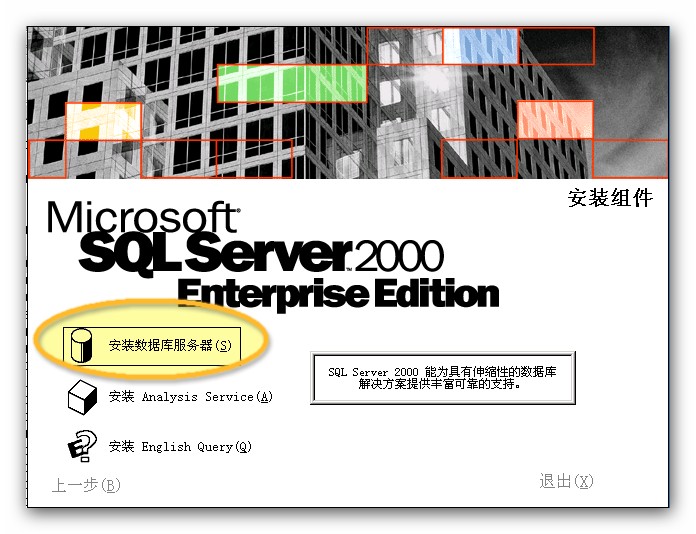 安装组件
Microsoft®
SQL Server™ 2000
Enterprise Edition
安装数据库服务器(S)
SQL Server 2000 能为具有伸缩性的数据库
解决方案提供丰富可靠的支持。
安装 Analysis Service(A)
安装 English Query(Q)
上一步(B)
退出(X)